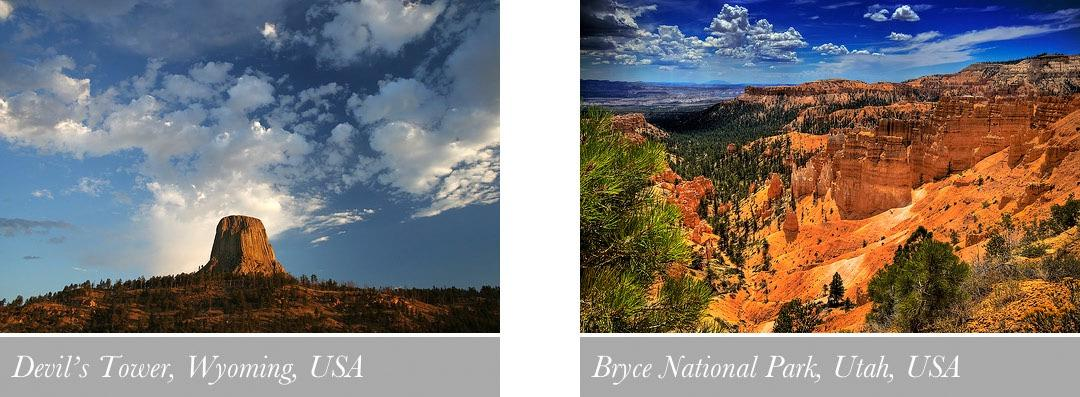 Devil’s Tower, Wyoming, USA
Bryce National Park, Utah, USA